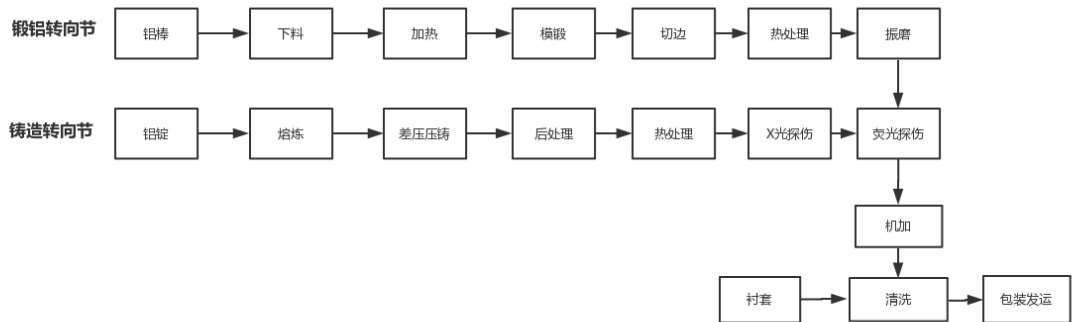 锻铝转向节
铝棒
下料
加热
模锻
切边
热处理
振磨
铸造转向节
铝锭
熔炼
差压压铸
后处理
热处理
X光探伤
荧光探伤
机加
衬套
清洗
包装发运